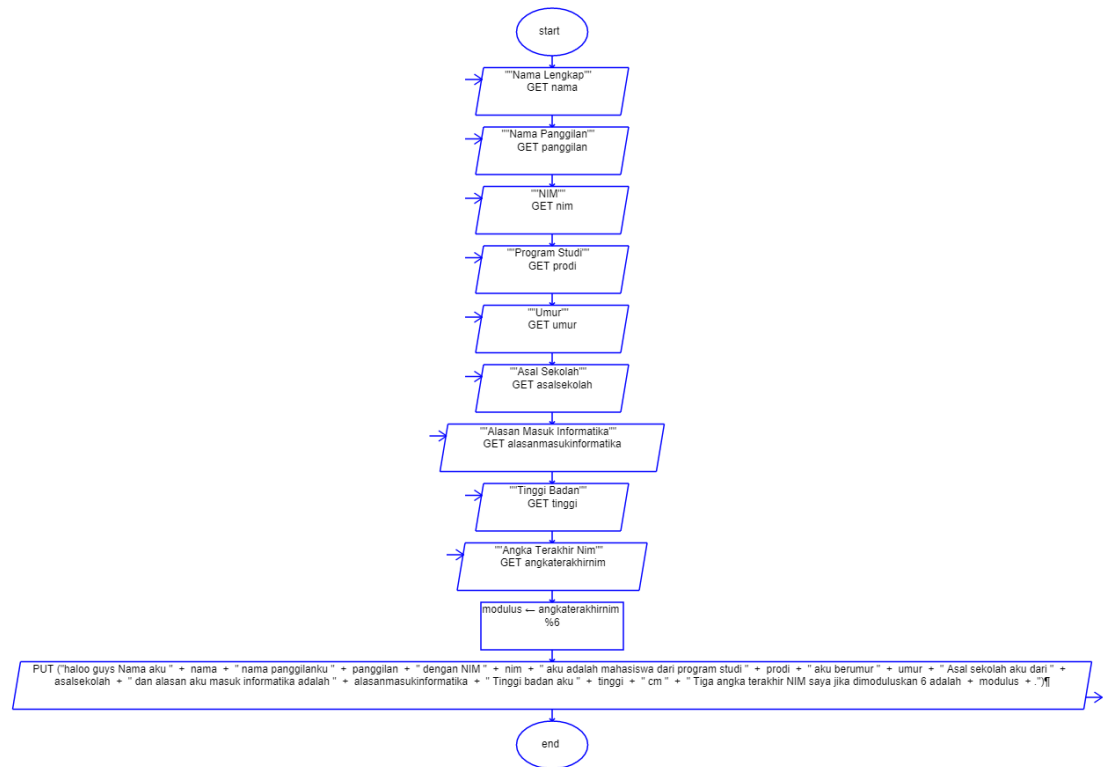 start
""Nama Lengkap""
GET nama
""Nama Panggilan""
GET panggilan
""NIM""
GET nim
""Program Studi""
GET prodi
""Umur""
GET umur
""Asal Sekolah""
GET asalsekolah
""Alasan Masuk Informatika""
GET alasanmasukinformatika
""Tinggi Badan""
GET tinggi
""Angka Terakhir Nim""
GET angkaterakhirnim
modulus ← angkaterakhirnim
%6
PUT ("haloo guys Nama aku " + nama + " nama panggilanku " + panggilan + " dengan NIM " + nim + " aku adalah mahasiswa dari program studi " + prodi + " aku berumur " + umur + " Asal sekolah aku dari " +
asalsekolah + " dan alasan aku masuk informatika adalah " + alasanmasukinformatika + " Tinggi badan aku " + tinggi + "cm " + " Tiga angka terakhir NIM saya jika dimoduluskan 6 adalah + modulus + .")¶
end